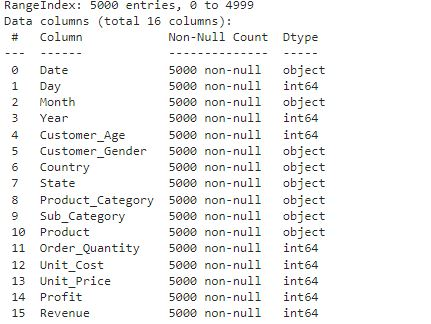 RangeIndex: 5000 entries, 0 to 4999
Data columns (total 16 columns):
 #   Column            Non-Null Count  Dtype
---  ------            --------------  -----
 0   Date              5000 non-null   object
 1   Day               5000 non-null   int64
 2   Month             5000 non-null   object
 3   Year              5000 non-null   int64
 4   Customer_Age      5000 non-null   int64
 5   Customer_Gender   5000 non-null   object
 6   Country           5000 non-null   object
 7   State             5000 non-null   object
 8   Product_Category  5000 non-null   object
 9   Sub_Category      5000 non-null   object
 10  Product           5000 non-null   object
 11  Order_Quantity    5000 non-null   int64
 12  Unit_Cost         5000 non-null   int64
 13  Unit_Price        5000 non-null   int64
 14  Profit            5000 non-null   int64
 15  Revenue           5000 non-null   int64